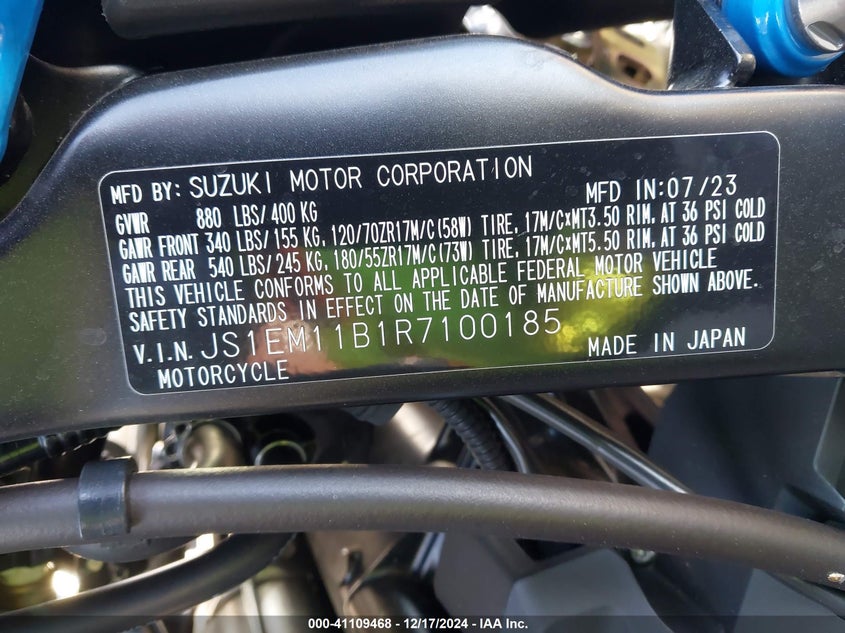 MFD BY: SUZUKI MOTOR CORPORATION MFD IN: 07/23
GVWR 880 LBS/ 400 KG
GAWR FRONT 340 LBS/ 155 KG, 120/70ZR17M/C(58W) TIRE, 17M/C×MT3.50 RIM. AT 36 PSI COLD
GAWR REAR 540 LBS/ 245 KG, 180/55ZR17M/C(73W) TIRE, 17M/C×MT5.50 RIM. AT 36 PSI COLD
THIS VEHICLE CONFORMS TO ALL APPLICABLE FEDERAL MOTOR VEHICLE
SAFETY STANDARDS IN EFFECT ON THE DATE OF MANUFACTURE SHOWN ABOVE.
V.I.N. JS1EM11B1R7100185 MADE IN JAPAN
MOTORCYCLE
000-41109468 - 12/17/2024 - IAA Inc.